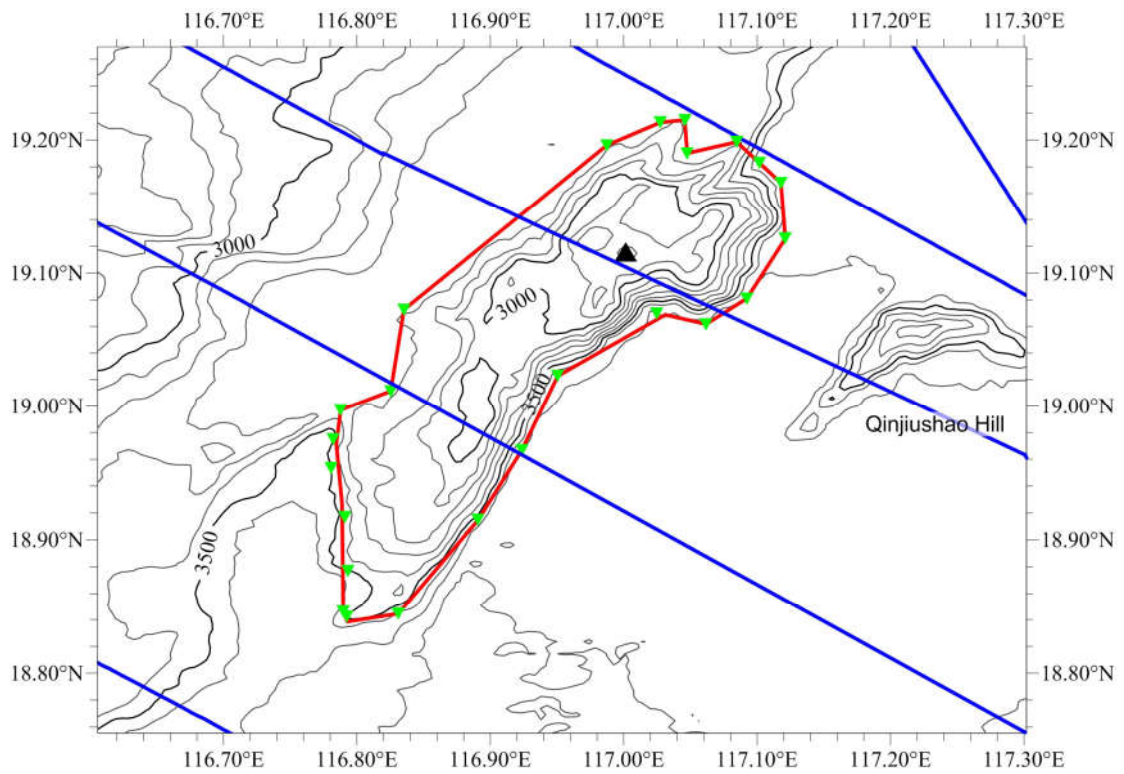 116.70°E 116.80°E 116.90°E 117.00°E 117.10°E 117.20°E 117.30°E
19.20°N 19.20°N
3000
19.10°N 19.10°N
3000
3500
19.00°N 19.00°N
Qinjiushao Hill
18.90°N 18.90°N
3500
18.80°N 18.80°N
116.70°E 116.80°E 116.90°E 117.00°E 117.10°E 117.20°E 117.30°E